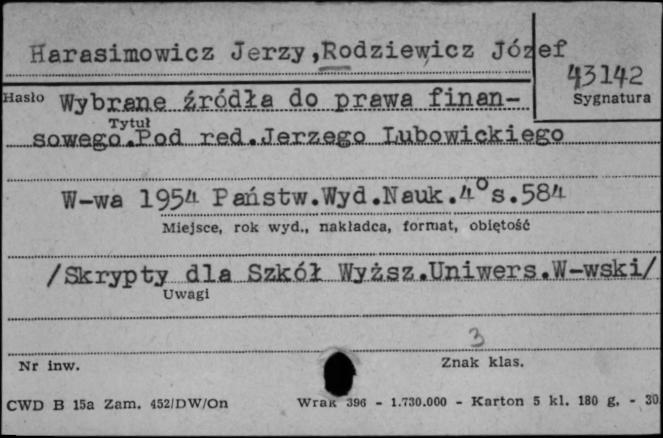 Harasimowicz Jerzy,Rodziewicz Józef
43142
Sygnatura
Hasło Wybrane źródła do prawa finan-
Tytuł
sowego.Pod red.Jerzego Lubowickiego
W-wa 1954 Państw.Wyd.Nauk.4°s.584
Miejsce, rok wyd., nakładca, format, objętość
/Skrypty dla Szkół Wyższ.Uniwers.W-wski/
Uwagi
3
Nr inw.
Znak klas.
CWD B 15a Zam. 452/DW/On Wrak 396 - 1.730.000 - Karton 5 kl. 180 g. - 30